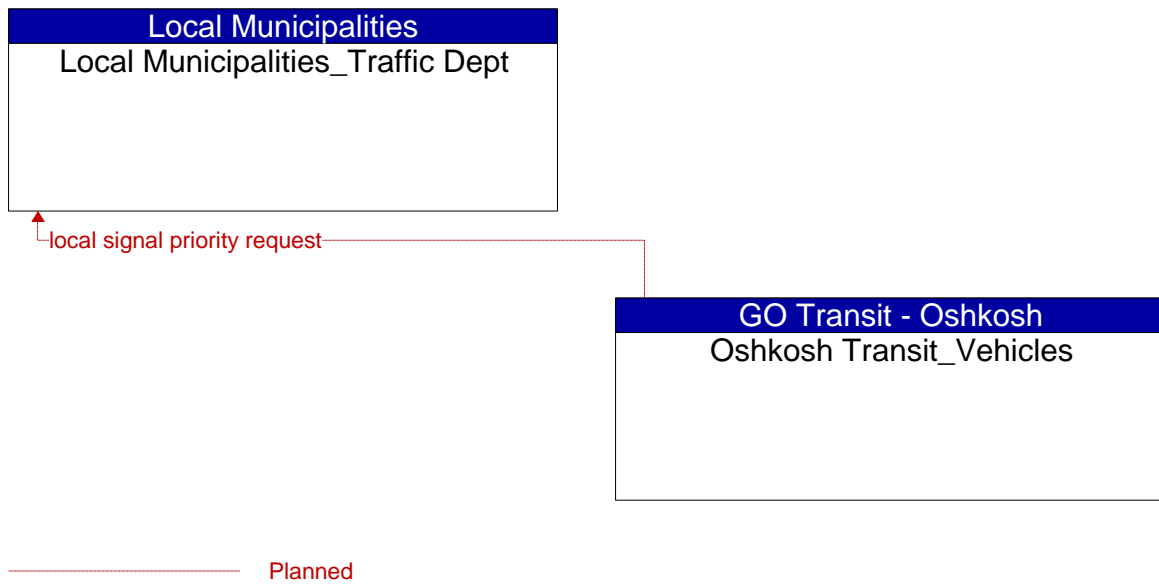 Local Municipalities
Local Municipalities_Traffic Dept
local signal priority request
GO Transit - Oshkosh
Oshkosh Transit_Vehicles
Planned